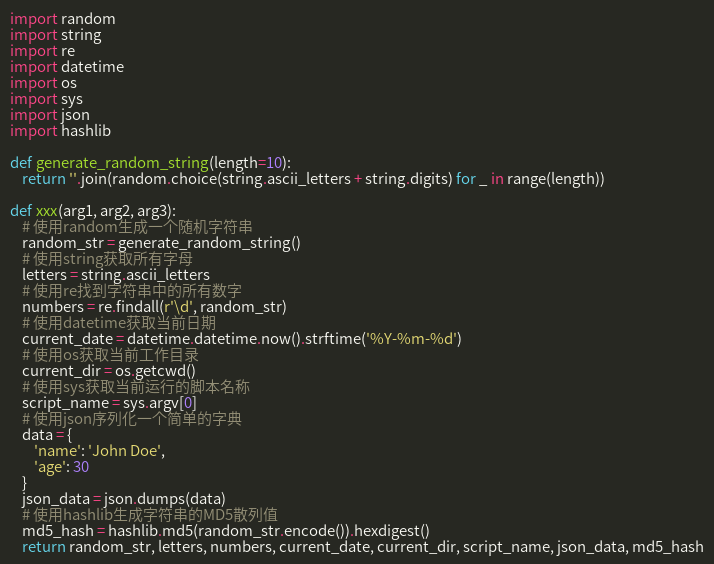 import random
import string
import re
import datetime
import os
import sys
import json
import hashlib

def generate_random_string(length=10):
    return ''.join(random.choice(string.ascii_letters + string.digits) for _ in range(length))

def xxx(arg1, arg2, arg3):
    # 使用random生成一个随机字符串
    random_str = generate_random_string()
    # 使用string获取所有字母
    letters = string.ascii_letters
    # 使用re找到字符串中的所有数字
    numbers = re.findall(r'\d', random_str)
    # 使用datetime获取当前日期
    current_date = datetime.datetime.now().strftime('%Y-%m-%d')
    # 使用os获取当前工作目录
    current_dir = os.getcwd()
    # 使用sys获取当前运行的脚本名称
    script_name = sys.argv[0]
    # 使用json序列化一个简单的字典
    data = {
        'name': 'John Doe',
        'age': 30
    }
    json_data = json.dumps(data)
    # 使用hashlib生成字符串的MD5散列值
    md5_hash = hashlib.md5(random_str.encode()).hexdigest()
    return random_str, letters, numbers, current_date, current_dir, script_name, json_data, md5_hash